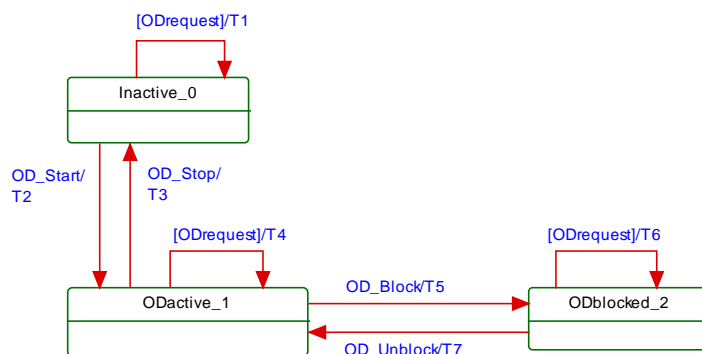 [ODrequest]/T1
Inactive_0
OD_Start/
T2
OD_Stop/
T3
[ODrequest]/T4
[ODrequest]/T6
ODactive_1
OD_Block/T5
ODblocked_2
OD_Unblock/T7